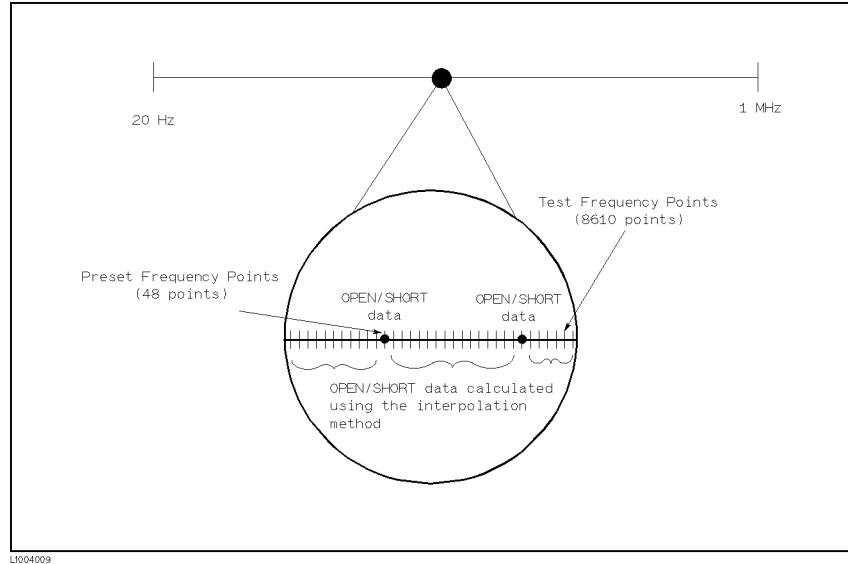 20 Hz
1 MHz
Test Frequency Points
(8610 points)
Preset Frequency Points
(48 points)
OPEN/SHORT
data
OPEN/SHORT
data
OPEN/SHORT data calculated
using the interpolation
method
L1004009